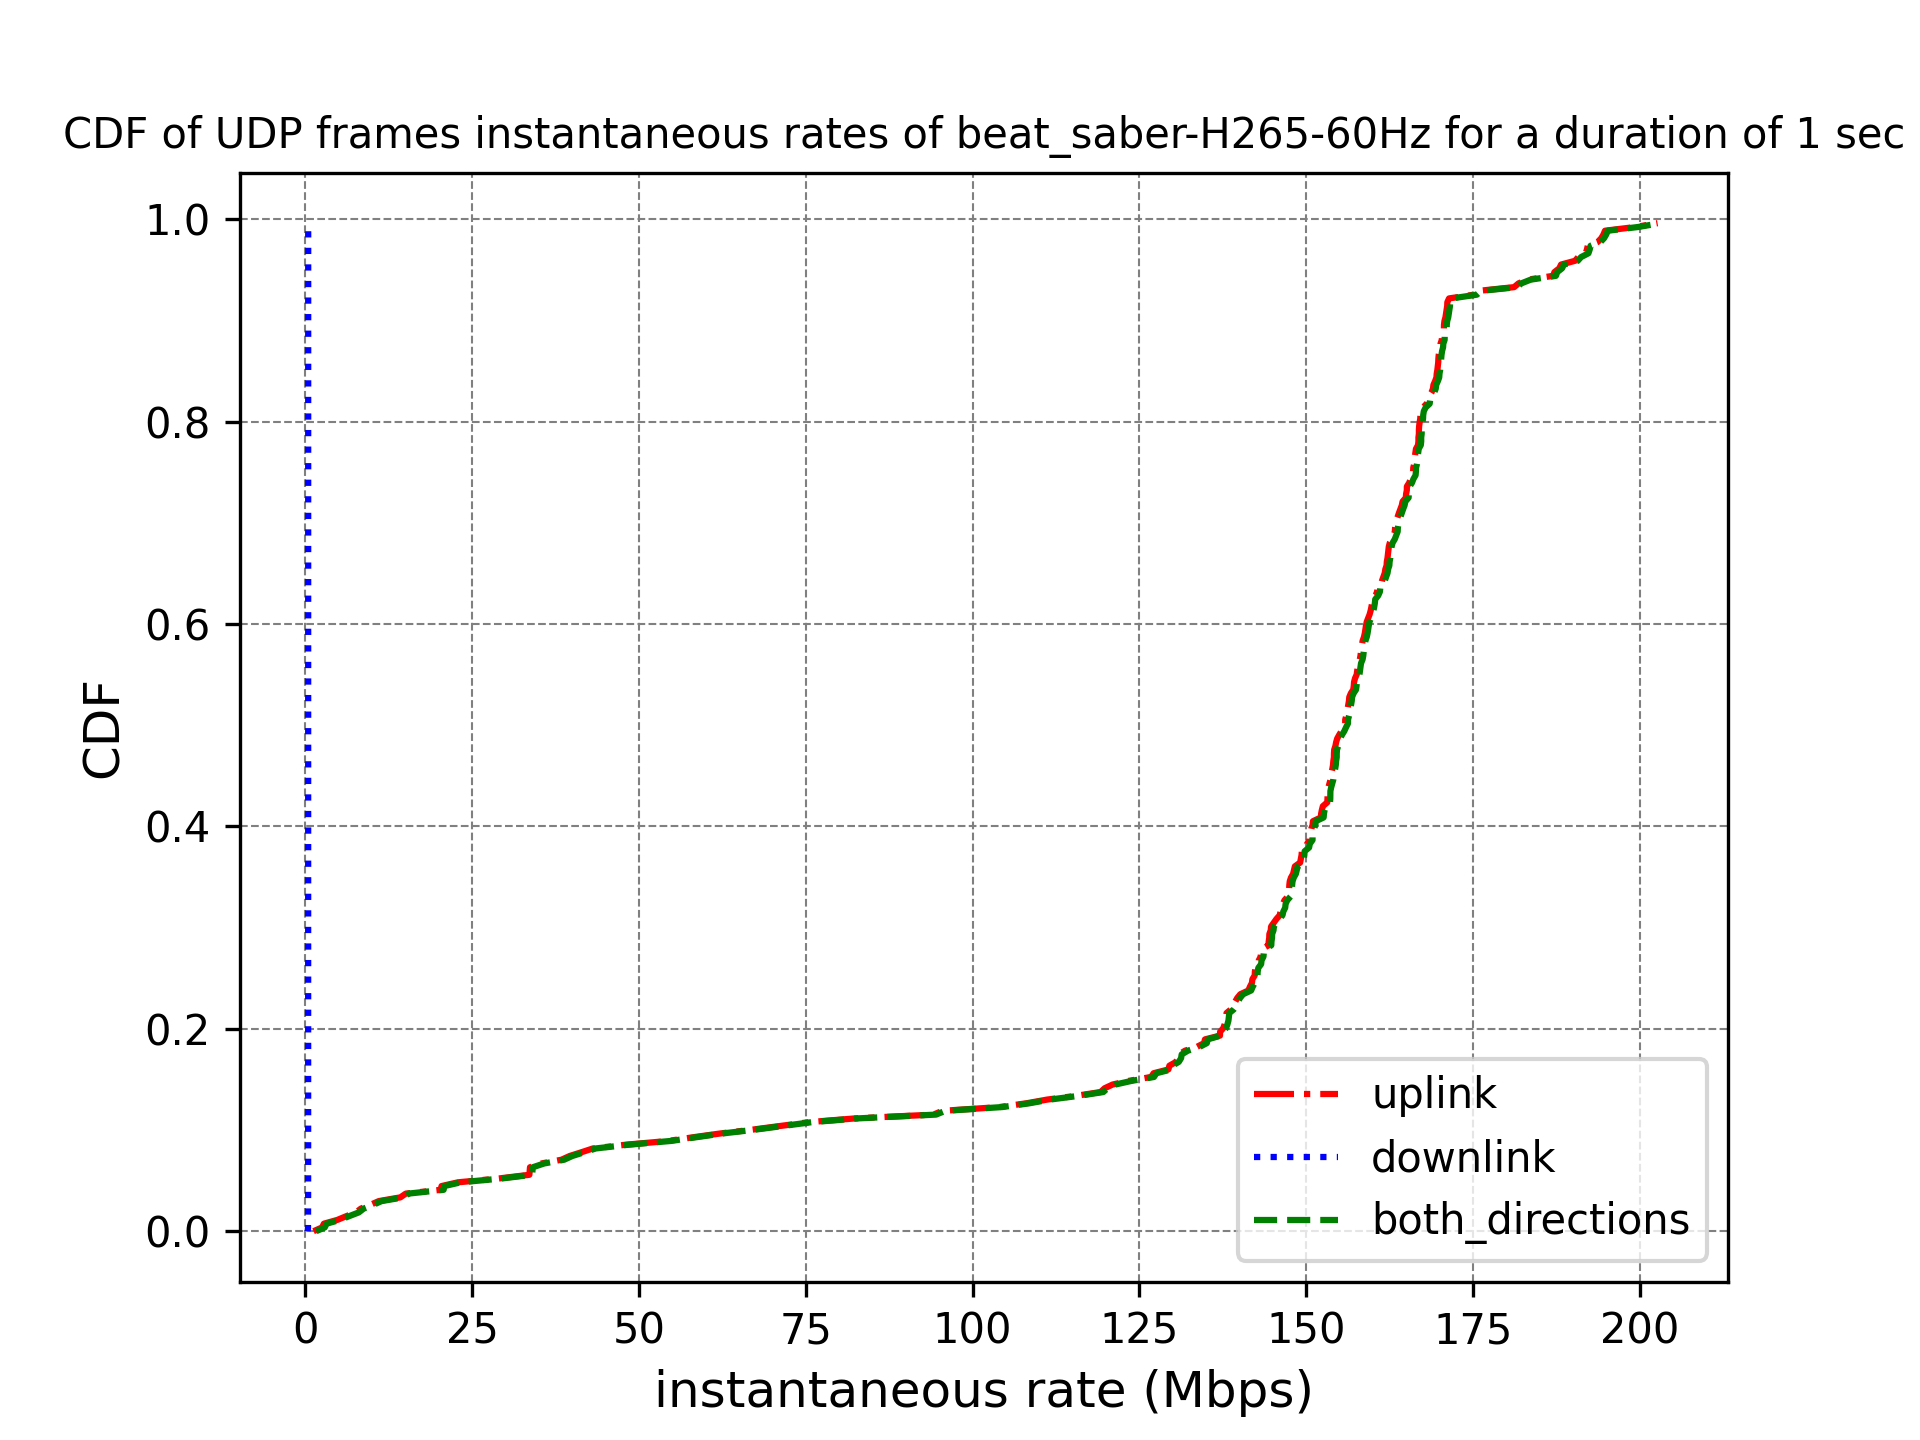 CDF of UDP frames instantaneous rates of beat_saber-H265-60Hz for a duration of 1 sec
1.0
0.8
0.6
0.4
0.2
0.0
CDF
uplink
downlink
both_directions
0 25 50 75 100 125 150 175 200
instantaneous rate (Mbps)